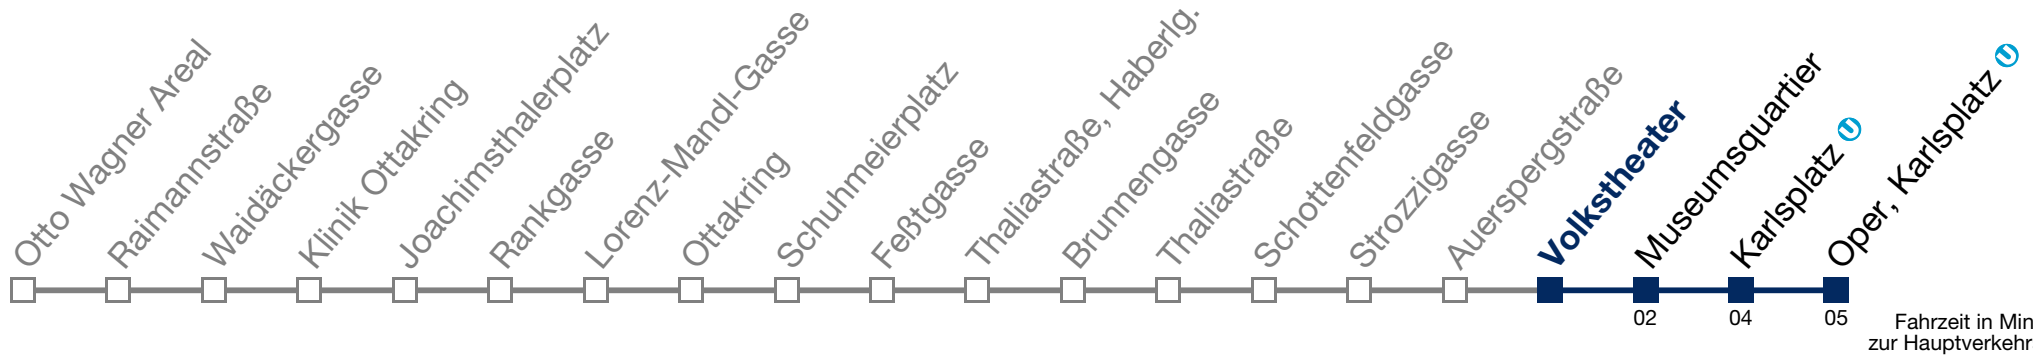 Otto Wagner Areal
Raimannstraße
Waidäckergasse
Klinik Ottakring
Joachimsthalerplatz
Rankgasse
Lorenz-Mandl-Gasse
Ottakring
Schuhmeierplatz
Feßtgasse
Thaliastraße, Haberlg.
Brunnengasse
Thaliastraße
Schottenfeldgasse
Strozzigasse
Auerspergstraße
Volkstheater
Museumsquartier
Karlsplatz U
Oper, Karlsplatz U
02 04 05
Fahrzeit in Min
zur Hauptverkehr